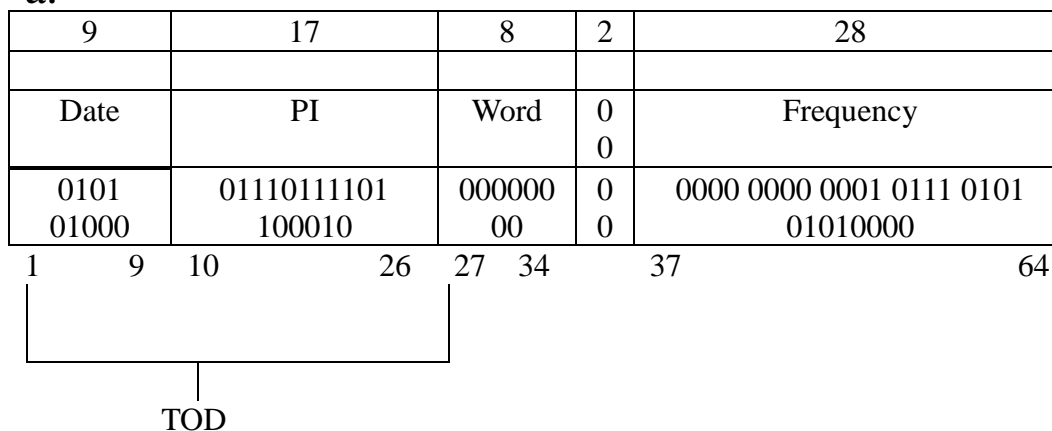 a.
9 17 8 2 28
Date PI Word 0 Frequency
0
0101 01110111101 000000 0 0000 0000 0001 0111 0101
01000 100010 00 0 01010000
1 9 10 26 27 34 37 64
TOD